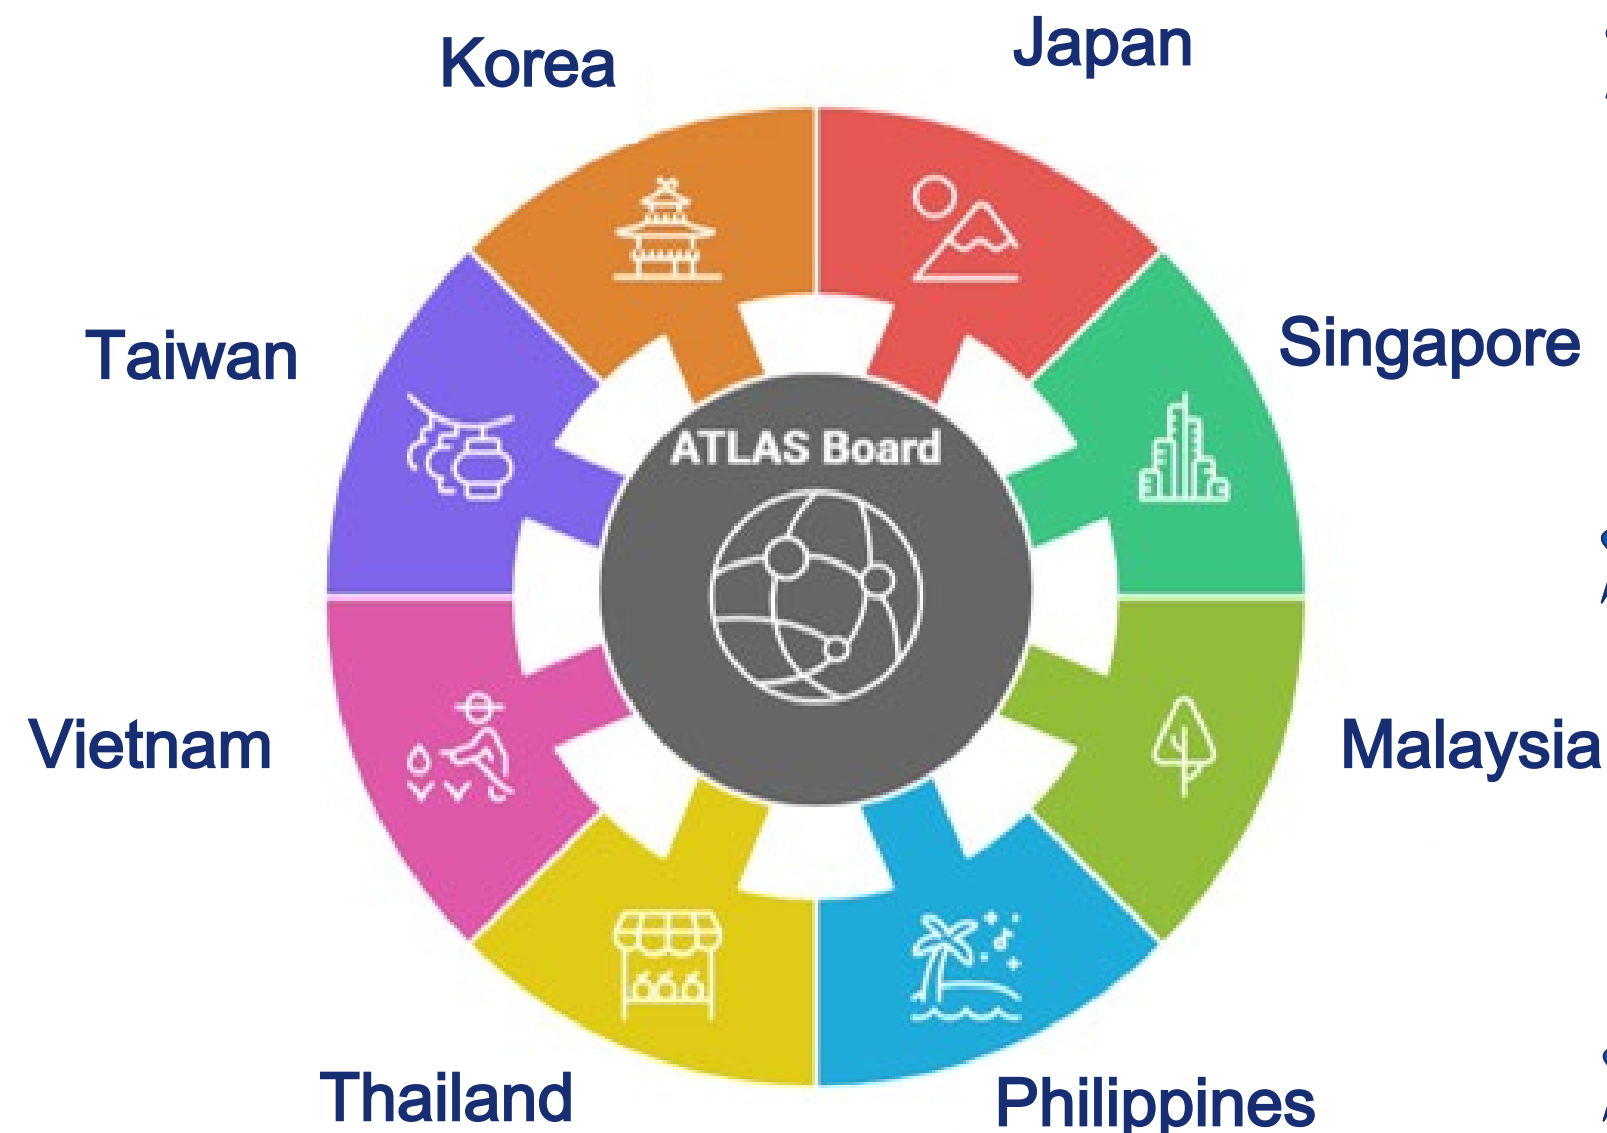 Korea
Japan
Taiwan
Singapore
ATLAS Board
Vietnam
Malaysia
Thailand
Philippines